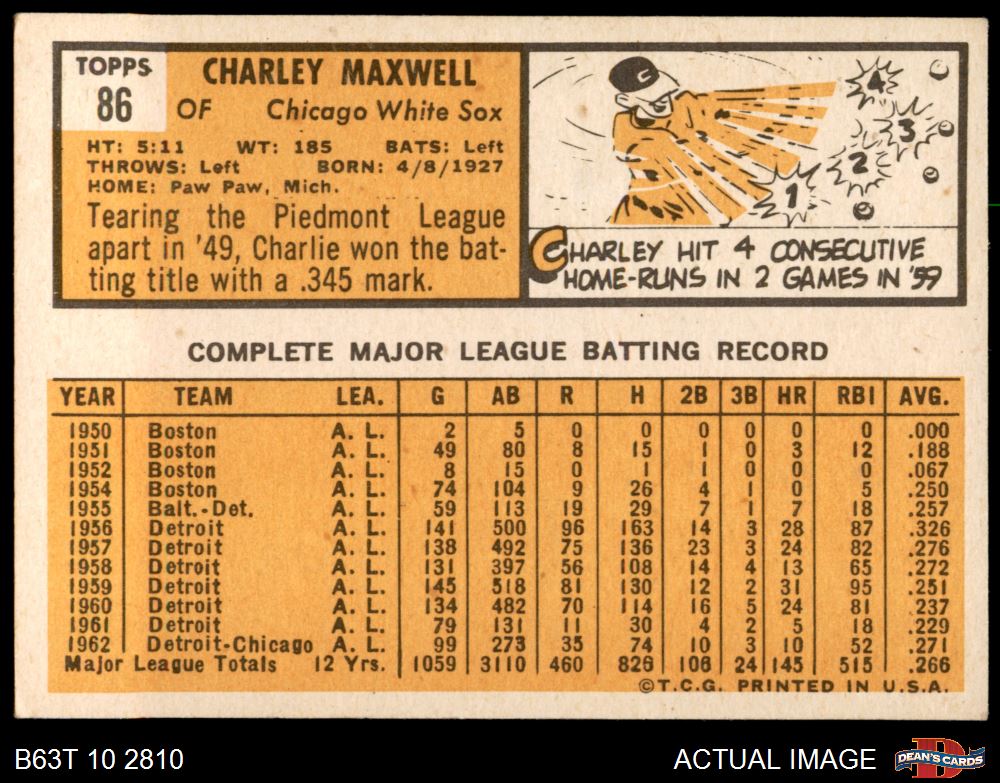 TOPPS
86
CHARLEY MAXWELL
OF Chicago White Sox
HT: 5:11 WT: 185 BATS: Left
THROWS: Left BORN: 4/8/1927
HOME: Paw Paw, Mich.
Tearing the Piedmont League
apart in '49, Charlie won the bat-
ting title with a .345 mark.
C
4
3
2
1
CHARLEY HIT 4 CONSECUTIVE
HOME-RUNS IN 2 GAMES IN '59
COMPLETE MAJOR LEAGUE BATTING RECORD
YEAR TEAM LEA. G AB R H 2B 3B HR RBI AVG.
1950 Boston A. L. 2 5 0 0 0 0 0 0 .000
1951 Boston A. L. 49 80 8 15 1 0 3 12 .188
1952 Boston A. L. 8 15 0 1 1 0 0 0 .067
1954 Boston A. L. 74 104 9 26 4 1 0 5 .250
1955 Balt.-Det. A. L. 59 113 19 29 7 1 7 18 .257
1956 Detroit A. L. 141 500 96 163 14 3 28 87 .326
1957 Detroit A. L. 138 492 75 136 23 3 24 82 .276
1958 Detroit A. L. 131 397 56 108 14 4 13 65 .272
1959 Detroit A. L. 145 518 81 130 12 2 31 95 .251
1960 Detroit A. L. 134 482 70 114 16 5 24 81 .237
1961 Detroit A. L. 79 131 11 30 4 2 5 18 .229
1962 Detroit-Chicago A. L. 99 273 35 74 10 3 10 52 .271
Major League Totals 12 Yrs. 1059 3110 460 826 106 24 145 515 .266
©T.C.G. PRINTED IN U.S.A.
B63T 10 2810
ACTUAL IMAGE
D
DEAN'S CARDS